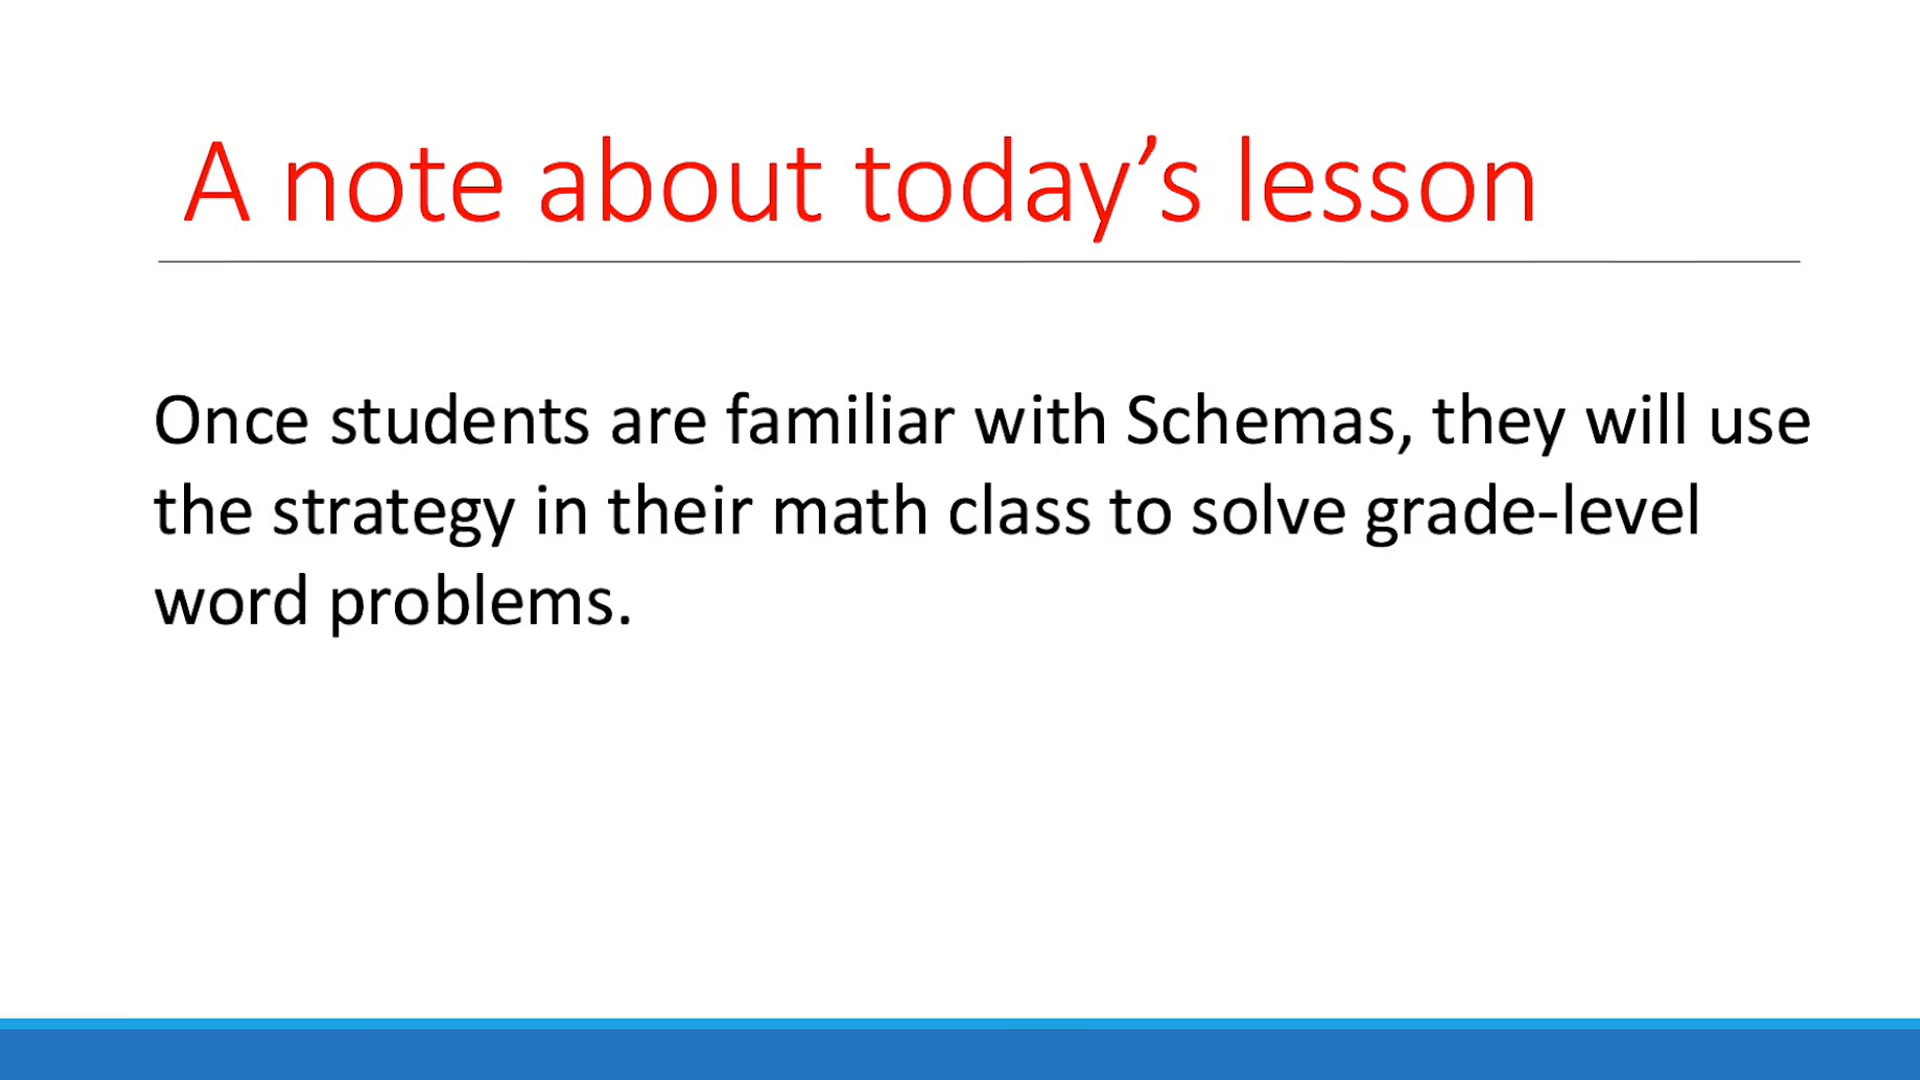 A note about today’s lesson
Once students are familiar with Schemas, they will use
the strategy in their math class to solve grade-level
word problems.